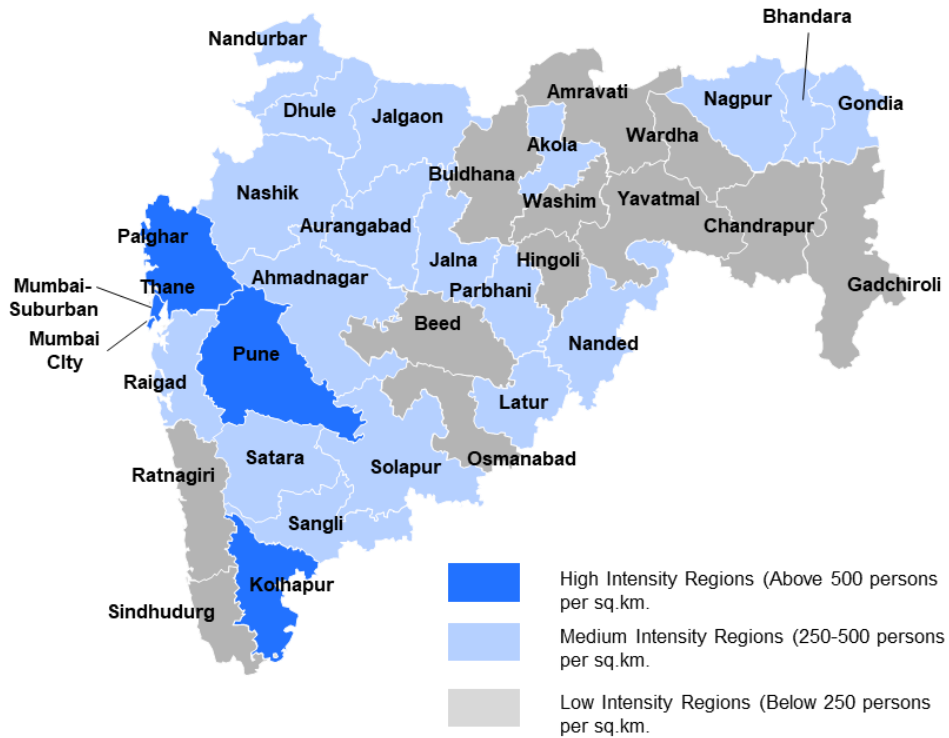 Bhandara
Nandurbar
Amravati
Nagpur
Gondia
Dhule
Jalgaon
Wardha
Akola
Buldhana
Nashik
Washim
Yavatmal
Aurangabad
Chandrapur
Palghar
Jalna
Hingoli
Ahmadnagar
Gadchiroli
Thane
Parbhani
Mumbai-
Suburban
Beed
Mumbai
CIty
Nanded
Pune
Raigad
Latur
Satara
Solapur
Osmanabad
Ratnagiri
Sangli
Kolhapur
Sindhudurg
High Intensity Regions (Above 500 persons
per sq.km.
Medium Intensity Regions (250-500 persons
per sq.km.
Low Intensity Regions (Below 250 persons
per sq.km.